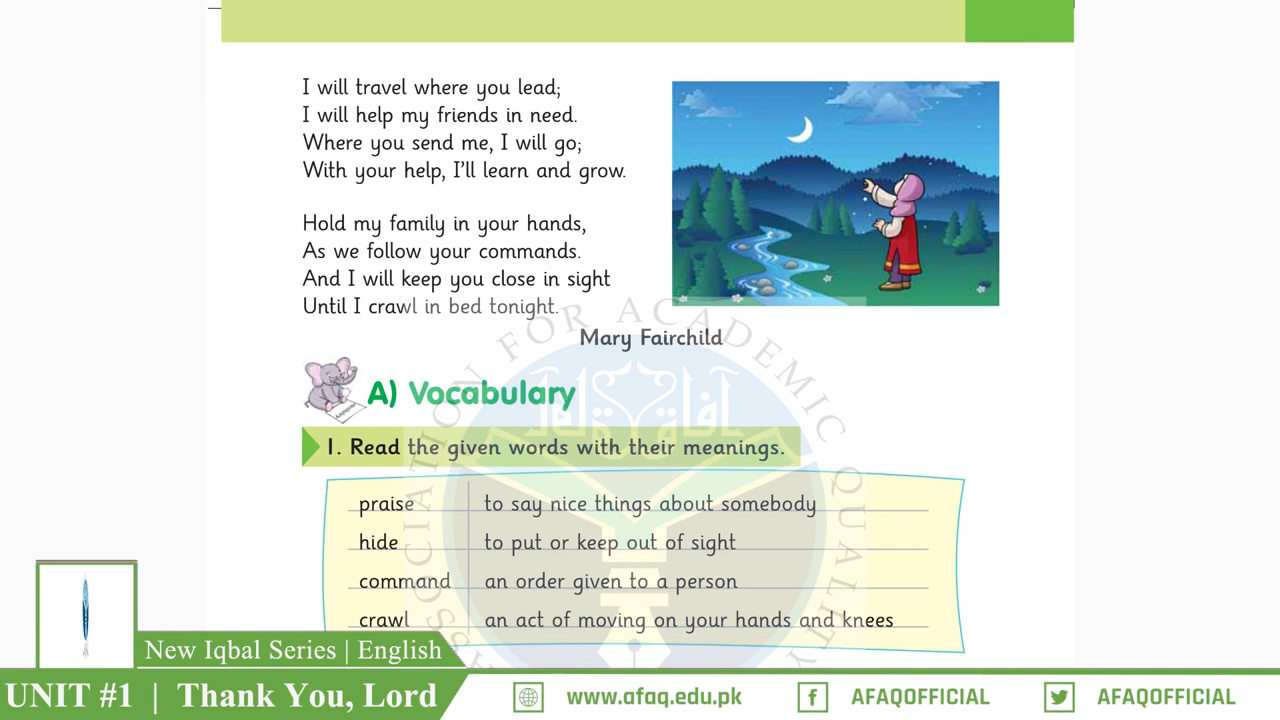 I will travel where you lead;
I will help my friends in need.
Where you send me, I will go;
With your help, I'll learn and grow.
Hold my family in your hands,
As we follow your commands.
And I will keep you close in sight
Until I crawl in bed tonight.
Mary Fairchild
A) Vocabulary
1. Read the given words with their meanings.
praise to say nice things about somebody
hide to put or keep out of sight
command an order given to a person
crawl an act of moving on your hands and knees
ASSOCIATION FOR ACADEMIC QUALITY
آفاق
New Iqbal Series | English
UNIT #1 | Thank You, Lord
www.afaq.edu.pk
AFAQOFFICIAL
AFAQOFFICIAL